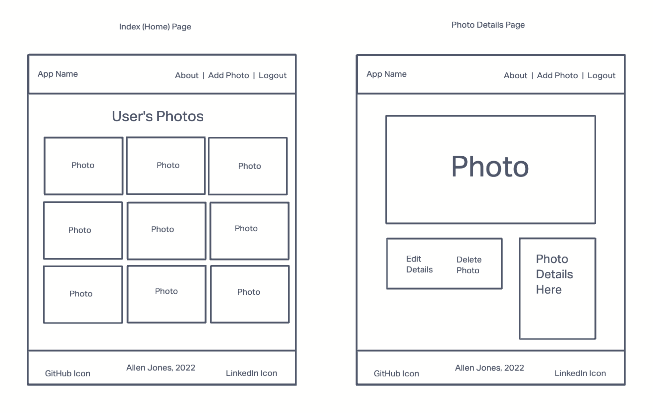 Index (Home) Page
App Name
About | Add Photo | Logout
User's Photos
Photo
Photo
Photo
Photo
Photo
Photo
Photo
Photo
Photo
GitHub Icon
Allen Jones, 2022
LinkedIn Icon
Photo Details Page
App Name
About | Add Photo | Logout
Photo
Edit
Details
Delete
Photo
Photo
Details
Here
GitHub Icon
Allen Jones, 2022
LinkedIn Icon